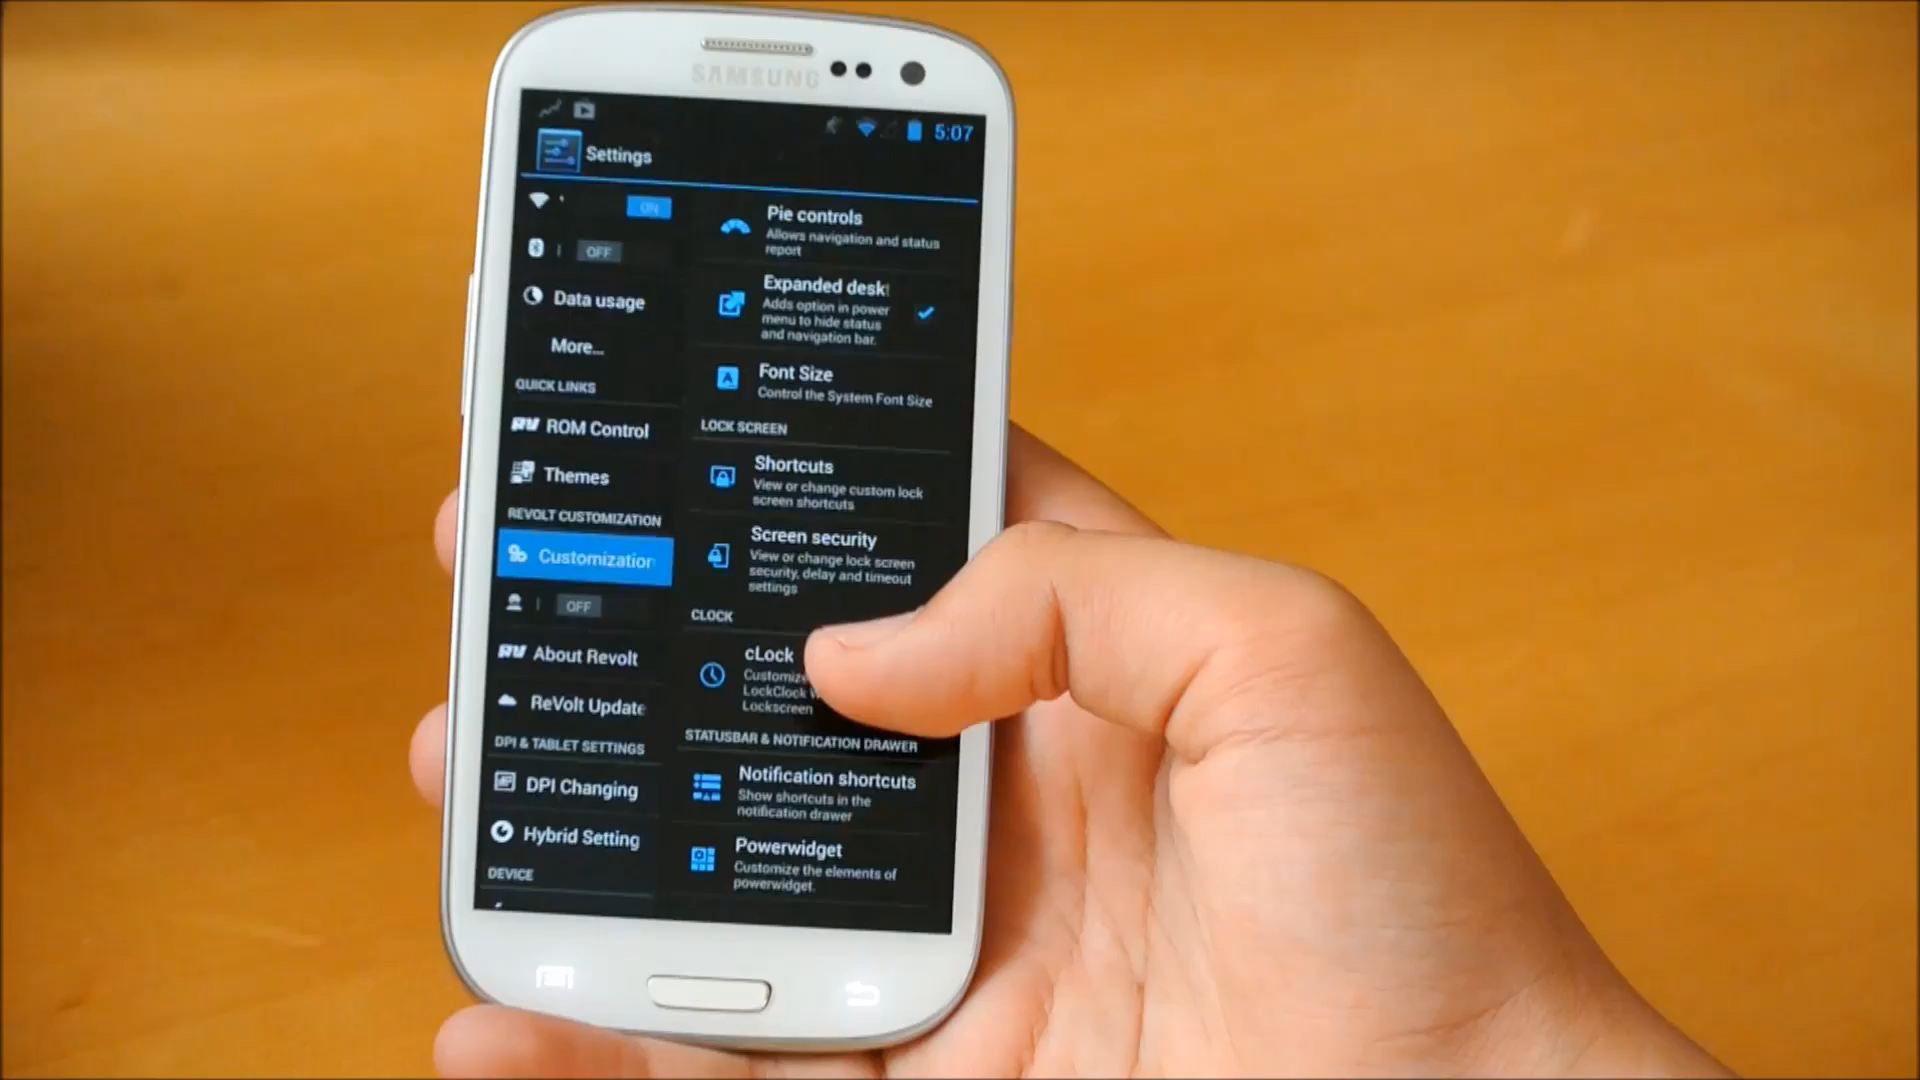 SAMSUNG
5:07
Settings
ON
OFF
Data usage
More...
QUICK LINKS
RV ROM Control
Themes
REVOLT CUSTOMIZATION
Customization
OFF
RV About Revolt
ReVolt Update
DPI & TABLET SETTINGS
DPI Changing
Hybrid Setting
DEVICE
Pie controls
Allows navigation and status
report
Expanded desk
Adds option in power
menu to hide status
and navigation bar.
Font Size
Control the System Font Size
LOCK SCREEN
Shortcuts
View or change custom lock
screen shortcuts
Screen security
View or change lock screen
security, delay and timeout
settings
CLOCK
cLock
Customize
LockClock
Lockscreen
STATUSBAR & NOTIFICATION DRAWER
Notification shortcuts
Show shortcuts in the
notification drawer
Powerwidget
Customize the elements of
powerwidget.